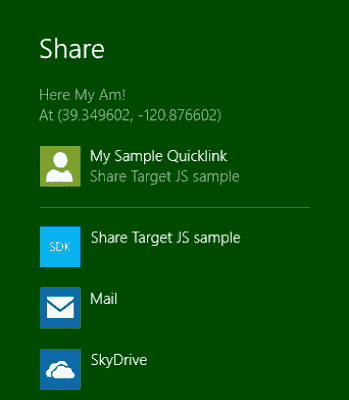 Share
Here My Am!
At (39.349602, -120.876602)
My Sample Quicklink
Share Target JS sample
SDK
Share Target JS sample
Mail
SkyDrive